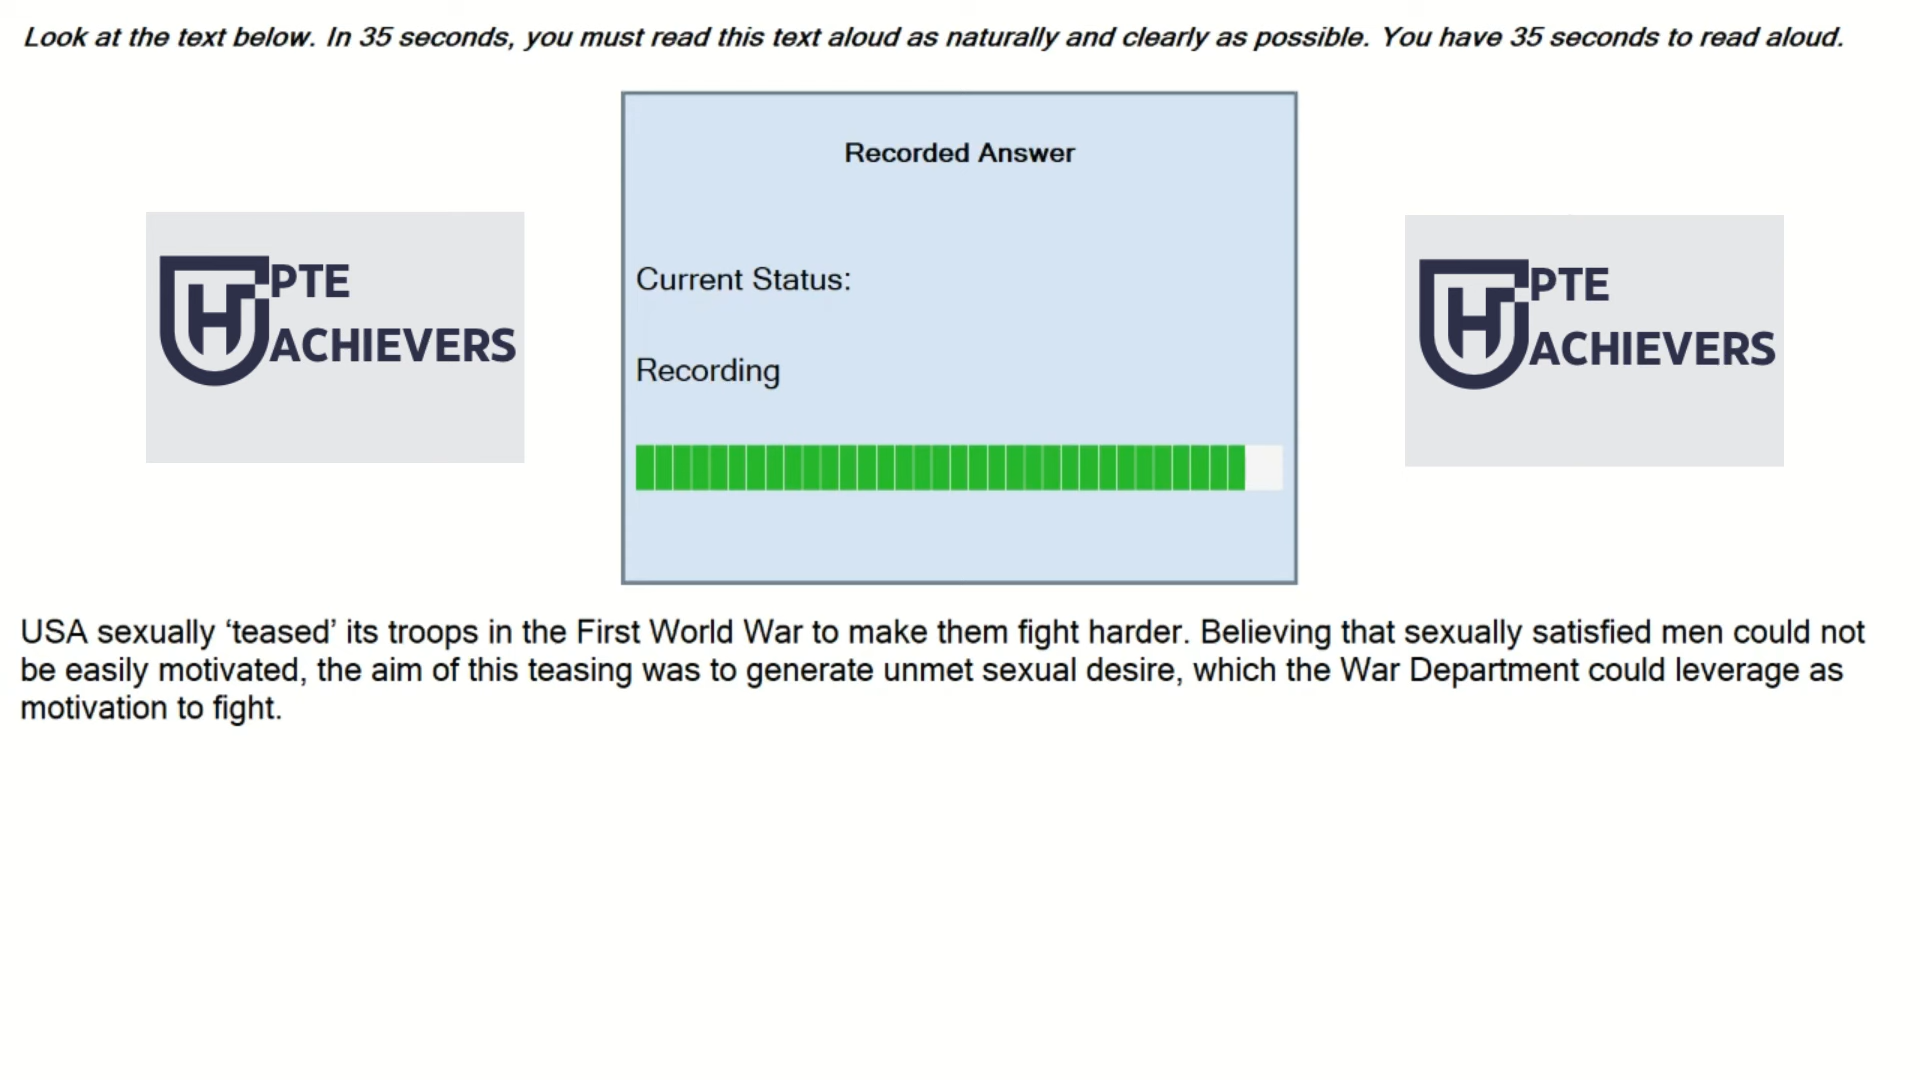 Look at the text below. In 35 seconds, you must read this text aloud as naturally and clearly as possible. You have 35 seconds to read aloud.
Recorded Answer
PTE
ACHIEVERS
Current Status:
Recording
PTE
ACHIEVERS
USA sexually ‘teased’ its troops in the First World War to make them fight harder. Believing that sexually satisfied men could not
be easily motivated, the aim of this teasing was to generate unmet sexual desire, which the War Department could leverage as
motivation to fight.